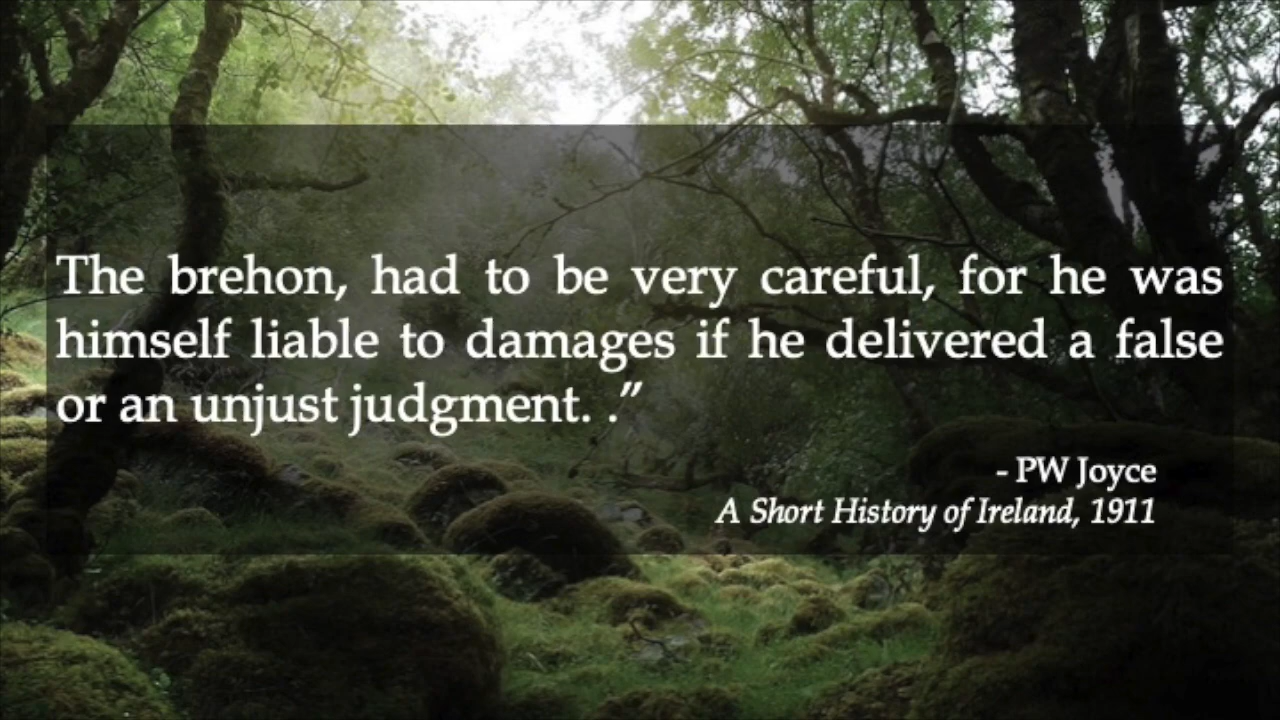 The brehon, had to be very careful, for he was
himself liable to damages if he delivered a false
or an unjust judgment. .”
- PW Joyce
A Short History of Ireland, 1911